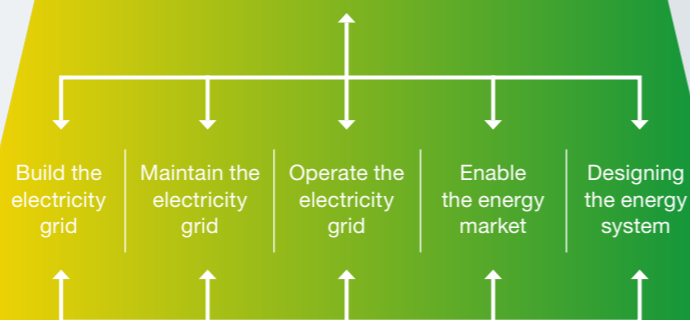 Build the
electricity
grid
Maintain the
electricity
grid
Operate the
electricity
grid
Enable
the energy
market
Designing
the energy
system